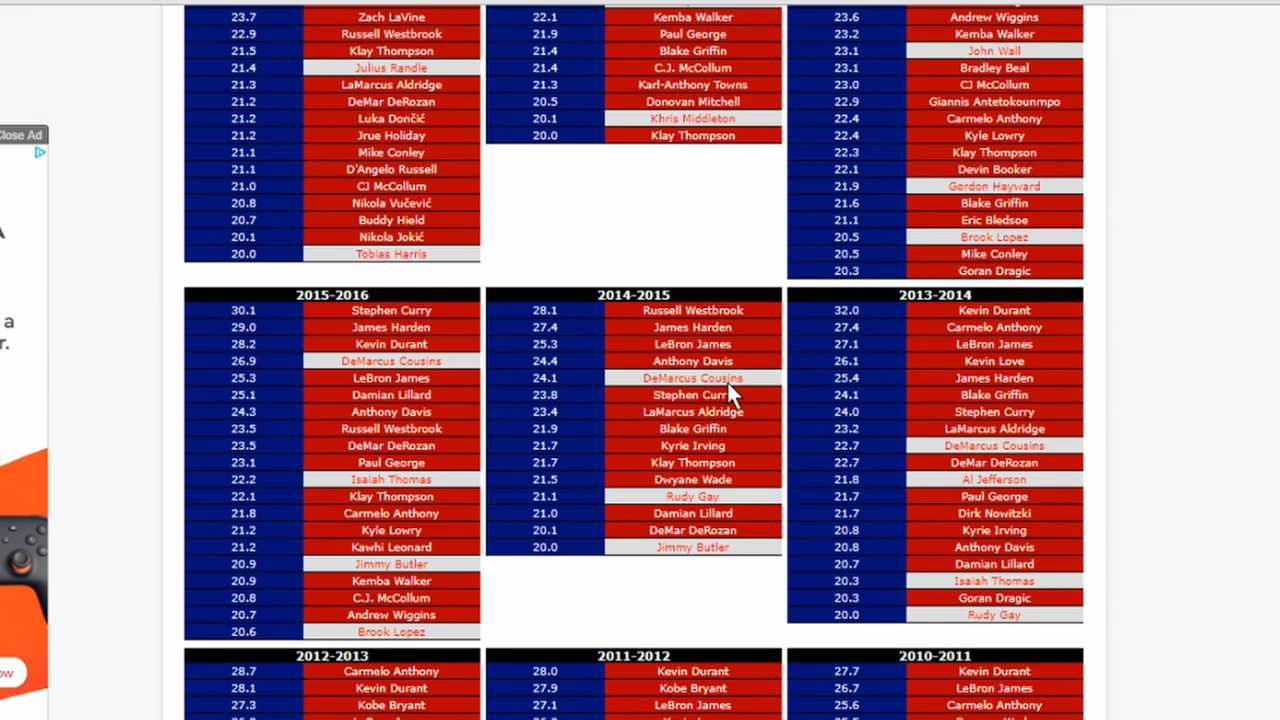 23.7 Zach LaVine
22.9 Russell Westbrook
21.5 Klay Thompson
21.4 Julius Randle
21.3 LaMarcus Aldridge
21.2 DeMar DeRozan
21.2 Luka Dončić
21.2 Jrue Holiday
21.1 Mike Conley
21.1 D'Angelo Russell
21.0 CJ McCollum
20.8 Nikola Vučević
20.7 Buddy Hield
20.1 Nikola Jokić
20.0 Tobias Harris
22.1 Kemba Walker
21.9 Paul George
21.4 Blake Griffin
21.4 C.J. McCollum
21.3 Karl-Anthony Towns
20.5 Donovan Mitchell
20.1 Khris Middleton
20.0 Klay Thompson
23.6 Andrew Wiggins
23.2 Kemba Walker
23.1 John Wall
23.1 Bradley Beal
23.0 CJ McCollum
22.9 Giannis Antetokounmpo
22.4 Carmelo Anthony
22.4 Kyle Lowry
22.3 Klay Thompson
22.1 Devin Booker
21.9 Gordon Hayward
21.6 Blake Griffin
21.1 Eric Bledsoe
20.5 Brook Lopez
20.5 Mike Conley
20.3 Goran Dragic
Close Ad
a
r.
ow
2015-2016
30.1 Stephen Curry
29.0 James Harden
28.2 Kevin Durant
26.9 DeMarcus Cousins
25.3 LeBron James
25.1 Damian Lillard
24.3 Anthony Davis
23.5 Russell Westbrook
23.5 DeMar DeRozan
23.1 Paul George
22.2 Isaiah Thomas
22.1 Klay Thompson
21.8 Carmelo Anthony
21.2 Kyle Lowry
21.2 Kawhi Leonard
20.9 Jimmy Butler
20.9 Kemba Walker
20.8 C.J. McCollum
20.7 Andrew Wiggins
20.6 Brook Lopez
2014-2015
28.1 Russell Westbrook
27.4 James Harden
25.3 LeBron James
24.4 Anthony Davis
24.1 DeMarcus Cousins
23.8 Stephen Curr
23.4 LaMarcus Aldridge
21.9 Blake Griffin
21.7 Kyrie Irving
21.7 Klay Thompson
21.5 Dwyane Wade
21.1 Rudy Gay
21.0 Damian Lillard
20.1 DeMar DeRozan
20.0 Jimmy Butler
2013-2014
32.0 Kevin Durant
27.4 Carmelo Anthony
27.1 LeBron James
26.1 Kevin Love
25.4 James Harden
24.1 Blake Griffin
24.0 Stephen Curry
23.2 LaMarcus Aldridge
22.7 DeMarcus Cousins
22.7 DeMar DeRozan
21.8 Al Jefferson
21.7 Paul George
21.7 Dirk Nowitzki
20.8 Kyrie Irving
20.8 Anthony Davis
20.7 Damian Lillard
20.3 Isaiah Thomas
20.3 Goran Dragic
20.0 Rudy Gay
2012-2013
28.7 Carmelo Anthony
28.1 Kevin Durant
27.3 Kobe Bryant
2011-2012
28.0 Kevin Durant
27.9 Kobe Bryant
27.1 LeBron James
2010-2011
27.7 Kevin Durant
26.7 LeBron James
25.6 Carmelo Anthony